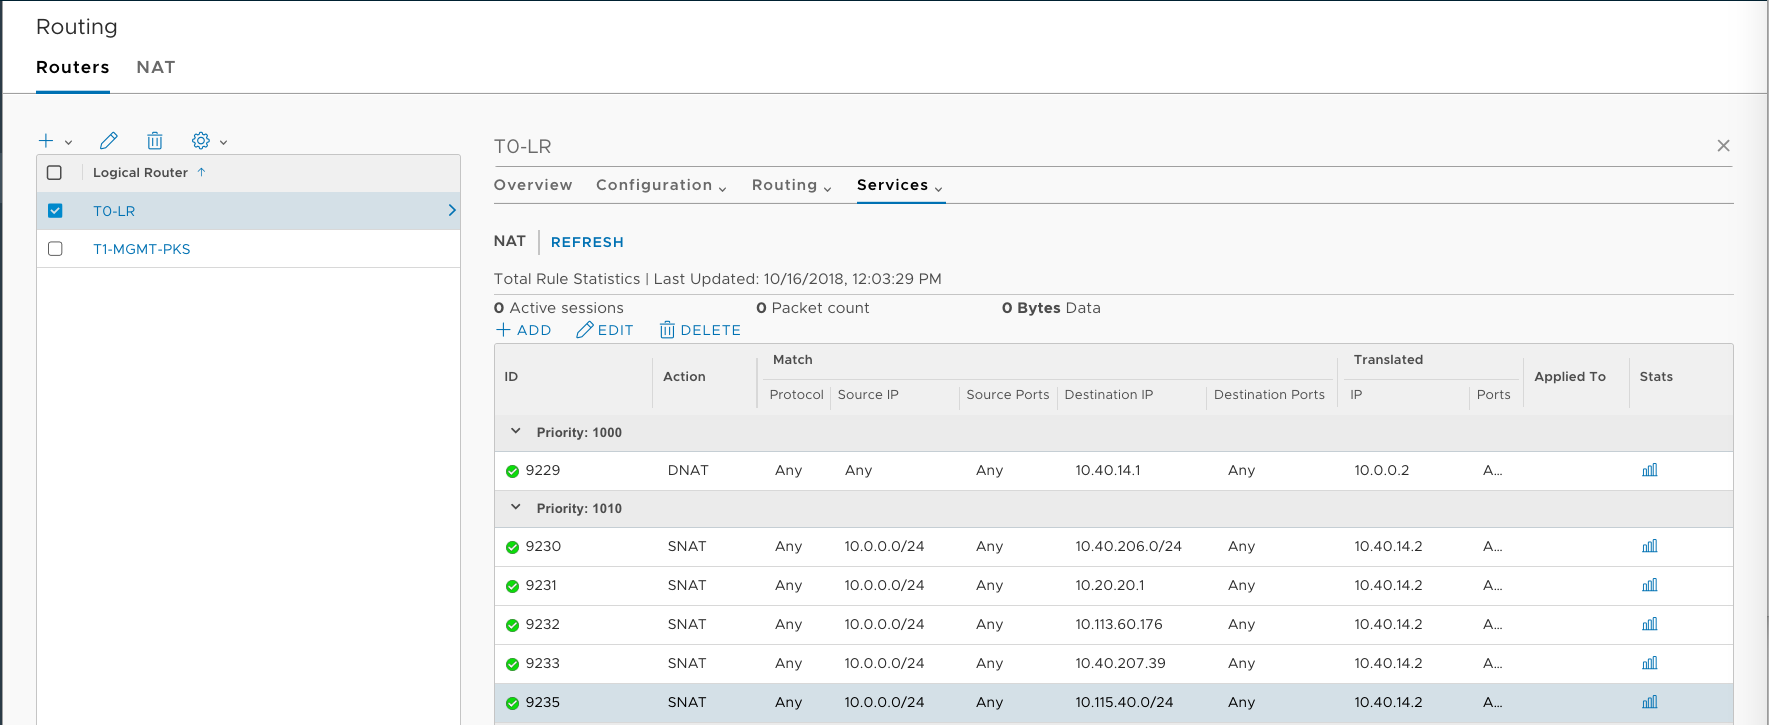 Routing
Routers NAT
Logical Router ↑
T0-LR
T1-MGMT-PKS
T0-LR
Overview Configuration Routing Services
NAT REFRESH
Total Rule Statistics | Last Updated: 10/16/2018, 12:03:29 PM
0 Active sessions 0 Packet count 0 Bytes Data
ADD EDIT DELETE
Match Translated
ID Action Applied To Stats
Protocol Source IP Source Ports Destination IP Destination Ports IP Ports
Priority: 1000
9229 DNAT Any Any Any 10.40.14.1 Any 10.0.0.2 A...
Priority: 1010
9230 SNAT Any 10.0.0.0/24 Any 10.40.206.0/24 Any 10.40.14.2 A...
9231 SNAT Any 10.0.0.0/24 Any 10.20.20.1 Any 10.40.14.2 A...
9232 SNAT Any 10.0.0.0/24 Any 10.113.60.176 Any 10.40.14.2 A...
9233 SNAT Any 10.0.0.0/24 Any 10.40.207.39 Any 10.40.14.2 A...
9235 SNAT Any 10.0.0.0/24 Any 10.115.40.0/24 Any 10.40.14.2 A...